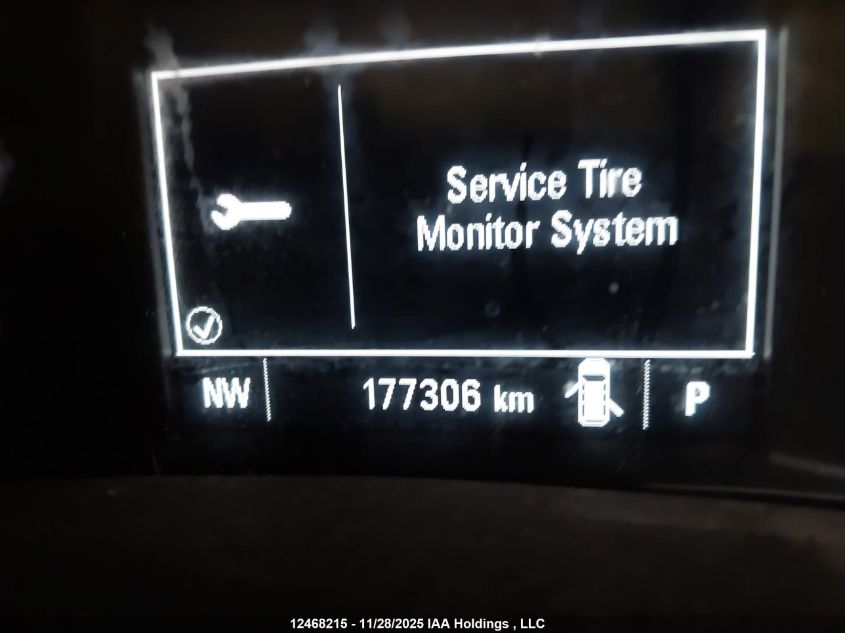 Service Tire
Monitor System
NW 177306 km P
12468215 - 11/28/2025 IAA Holdings , LLC